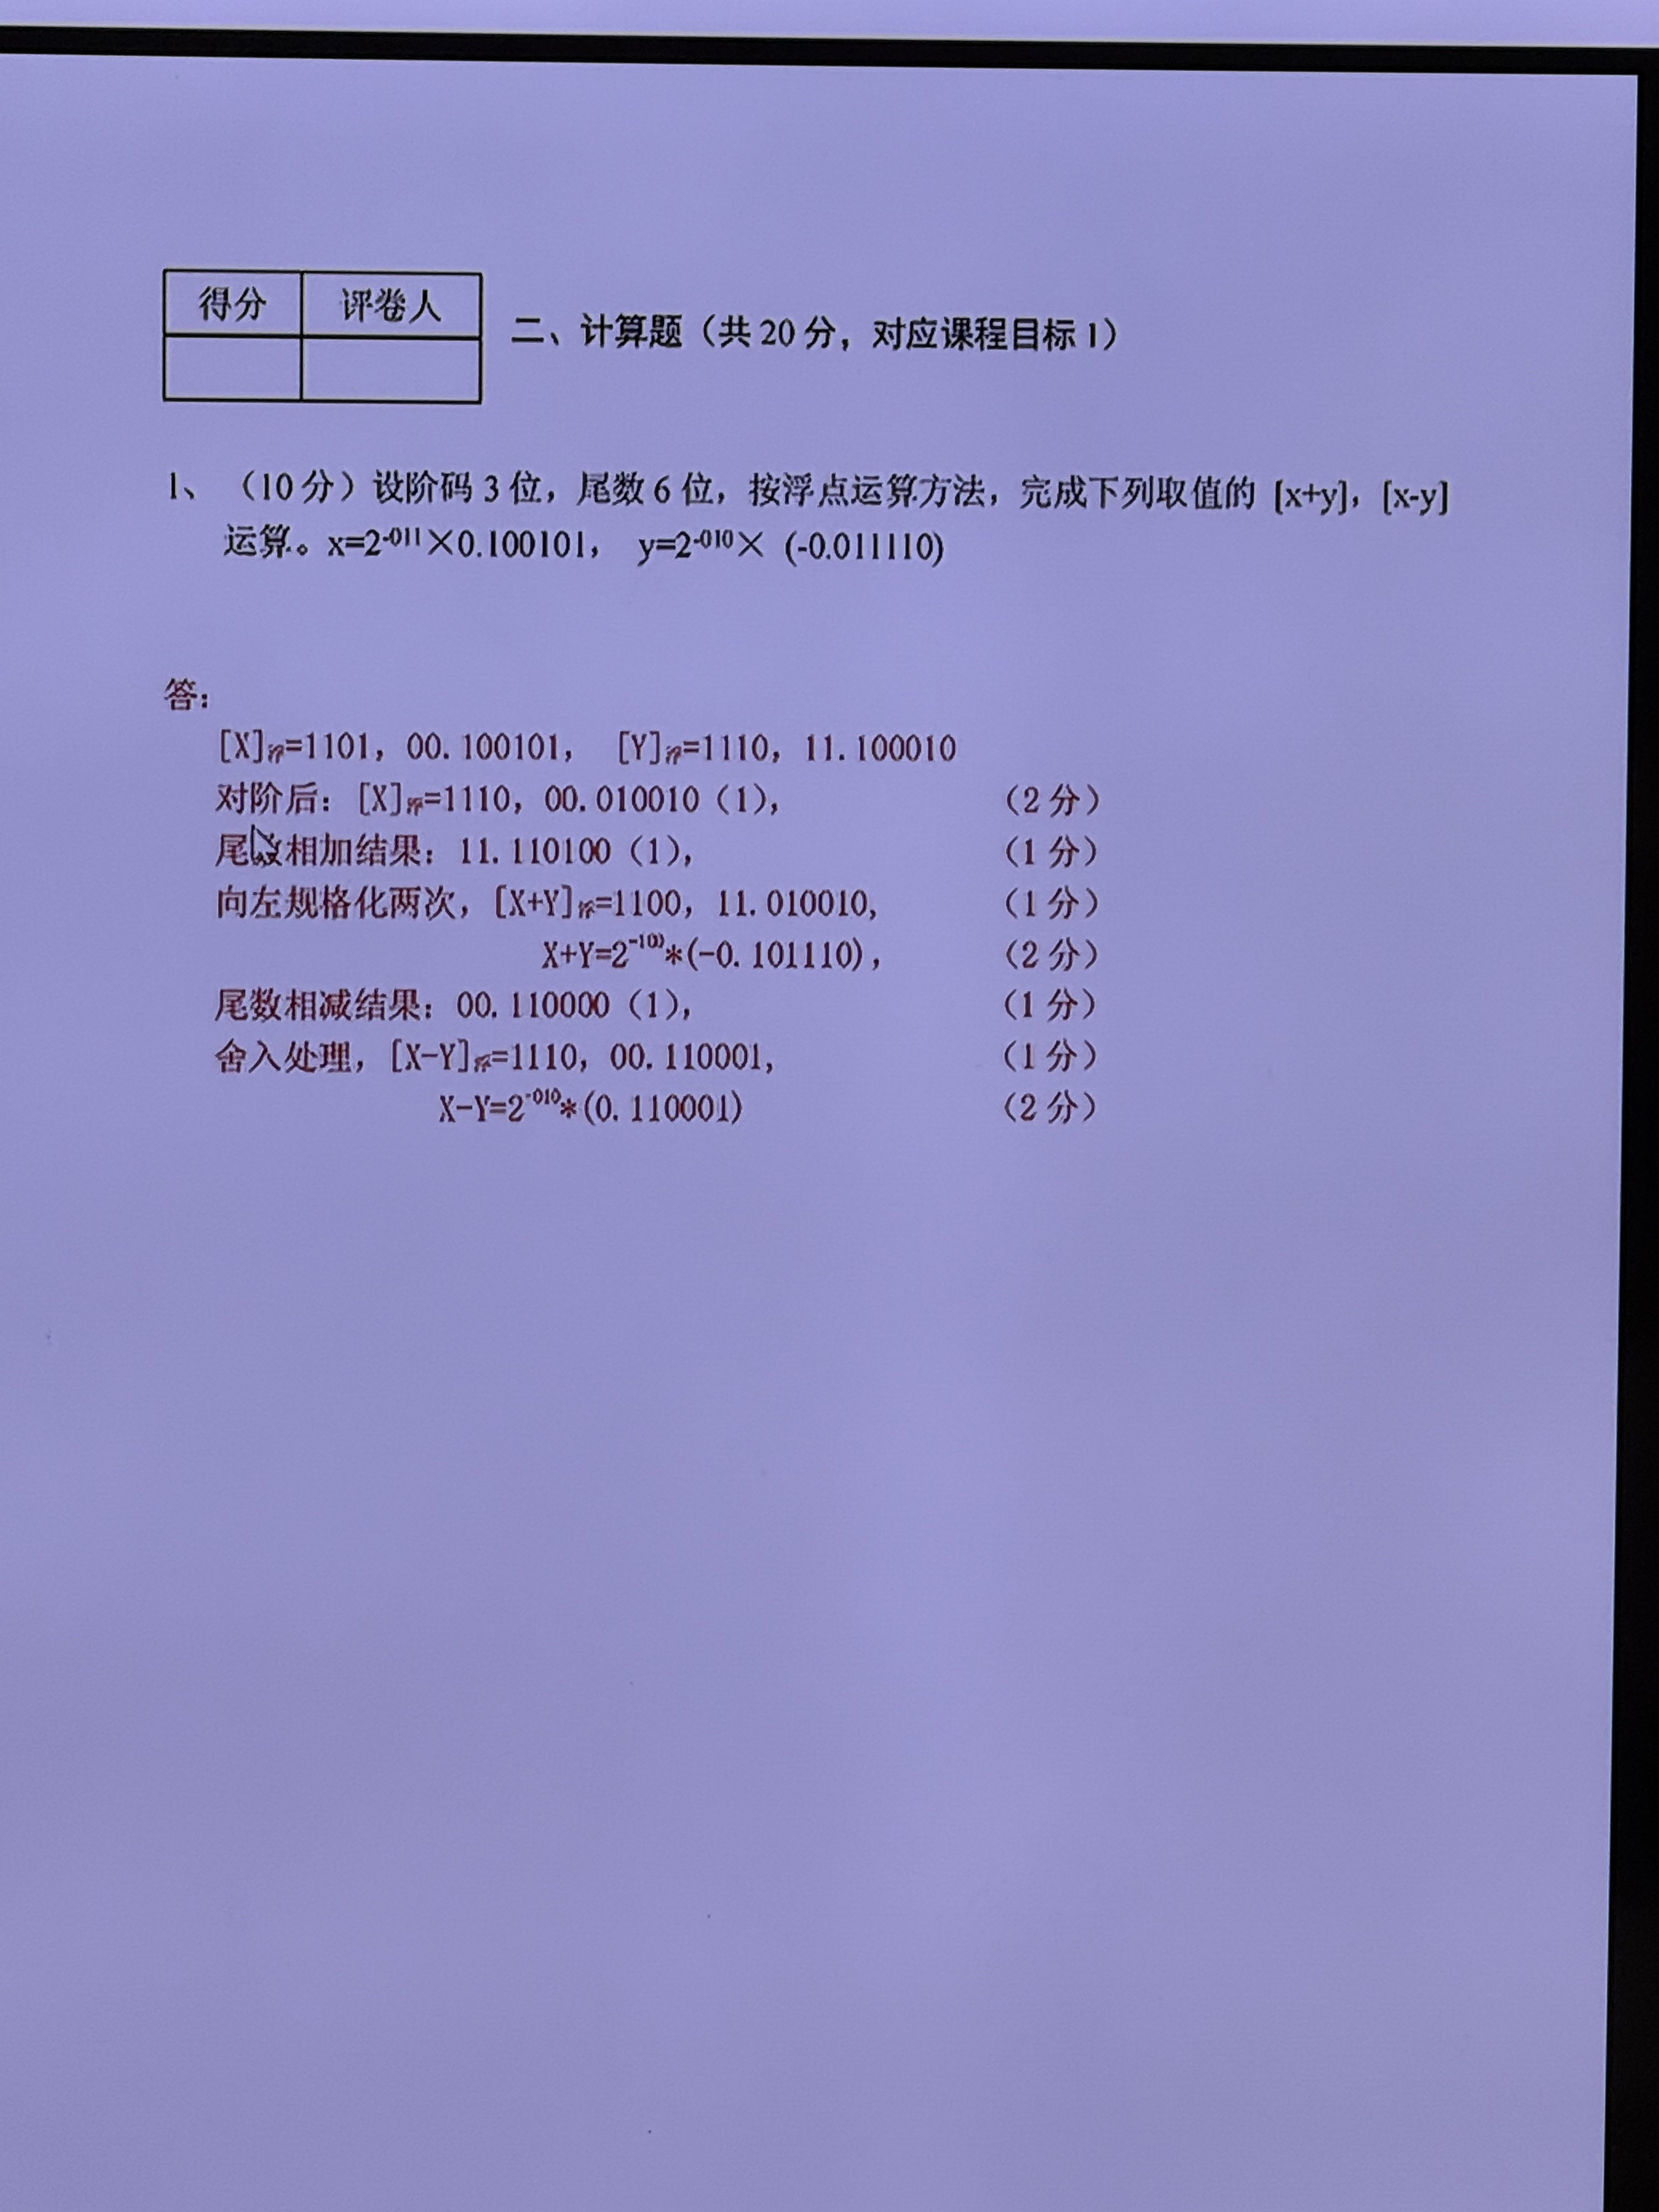 得分 评卷人
二、计算题（共 20 分，对应课程目标 1）
1、（10 分）设阶码 3 位，尾数 6 位，按浮点运算方法，完成下列取值的 [x+y]，[x-y]
运算。x=2-011×0.100101， y=2-010×（-0.011110)
答：
[X]浮=1101，00.100101， [Y]浮=1110，11.100010
对阶后：[X]浮=1110，00.010010（1）， （2 分）
尾数相加结果：11.110100（1）， （1 分）
向左规格化两次，[X+Y]浮=1100，11.010010, （1 分）
X+Y=2-100*(-0.101110)， （2 分）
尾数相减结果：00.110000（1）， （1 分）
舍入处理，[X-Y]浮=1110，00.110001, （1 分）
X-Y=2-010*(0.110001) （2 分）